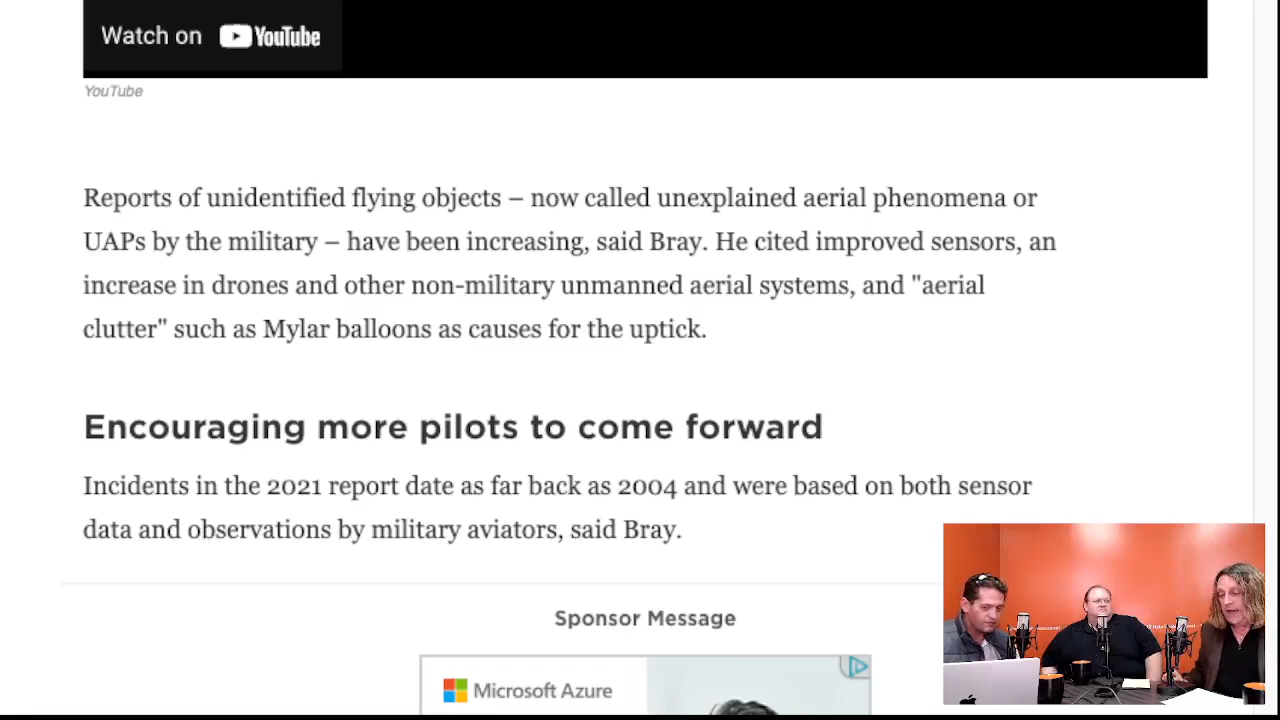 Watch on YouTube
YouTube
Reports of unidentified flying objects – now called unexplained aerial phenomena or
UAPs by the military – have been increasing, said Bray. He cited improved sensors, an
increase in drones and other non-military unmanned aerial systems, and "aerial
clutter" such as Mylar balloons as causes for the uptick.
Encouraging more pilots to come forward
Incidents in the 2021 report date as far back as 2004 and were based on both sensor
data and observations by military aviators, said Bray.
Sponsor Message
Microsoft Azure